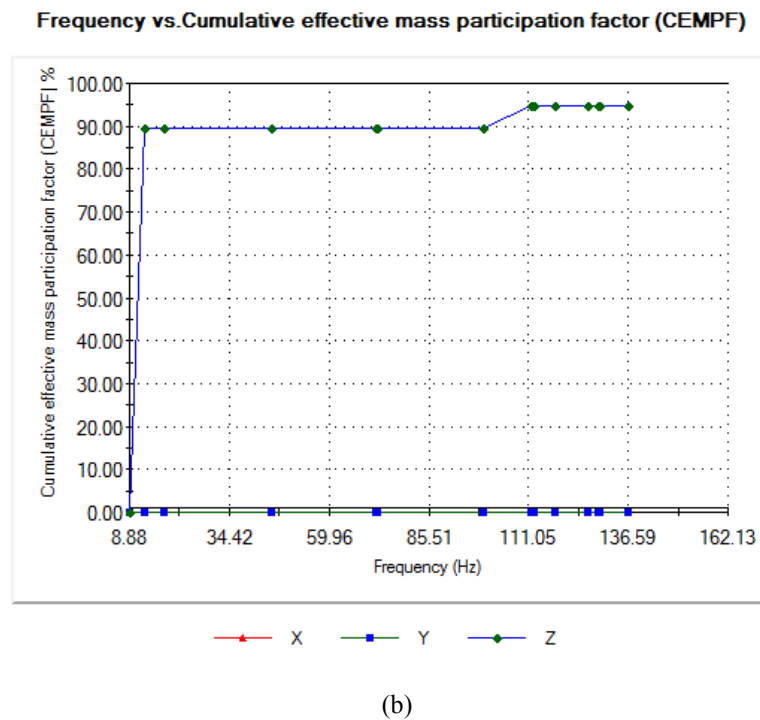 Frequency vs.Cumulative effective mass participation factor (CEMPF)
Cumulative effective mass participation factor (CEMPF) %
100.00
90.00
80.00
70.00
60.00
50.00
40.00
30.00
20.00
10.00
0.00
8.88 34.42 59.96 85.51 111.05 136.59 162.13
Frequency (Hz)
X Y Z
(b)